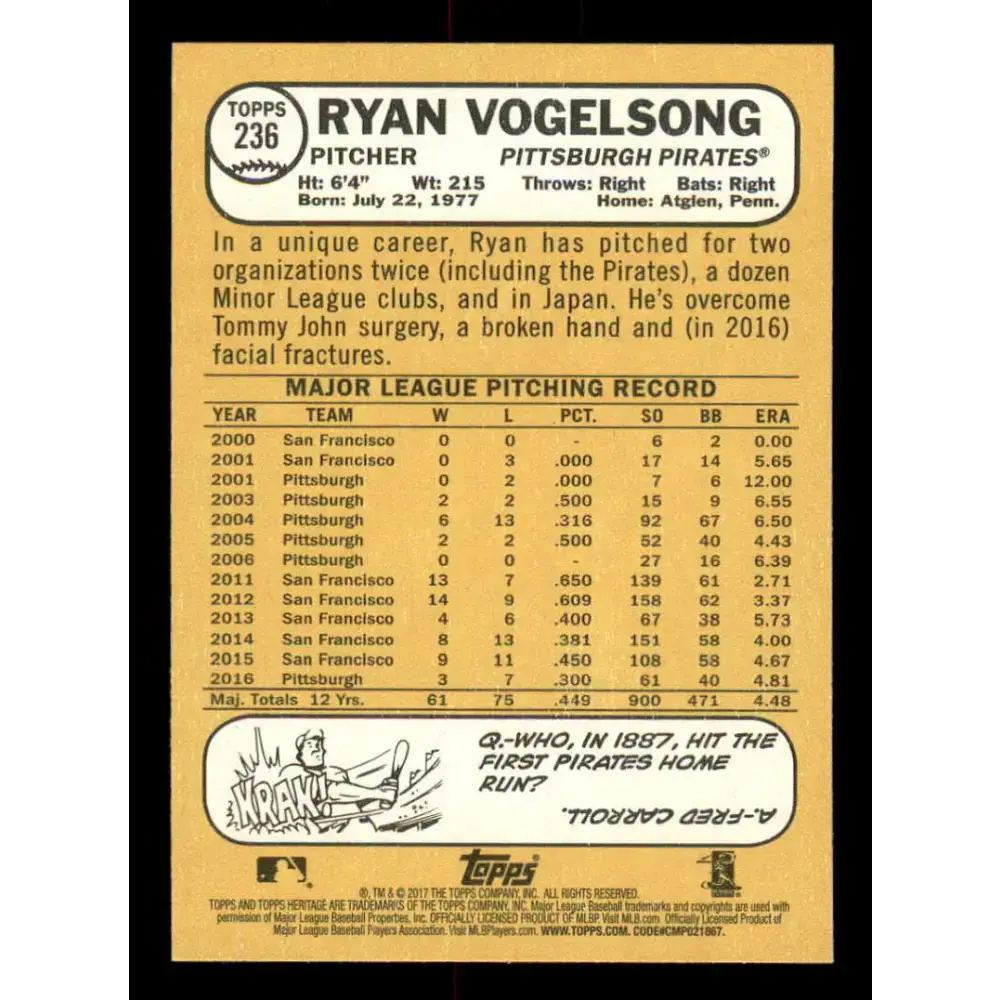 TOPPS
236
RYAN VOGELSONG
PITCHER PITTSBURGH PIRATES®
Ht: 6'4" Wt: 215 Throws: Right Bats: Right
Born: July 22, 1977 Home: Atglen, Penn.
In a unique career, Ryan has pitched for two
organizations twice (including the Pirates), a dozen
Minor League clubs, and in Japan. He's overcome
Tommy John surgery, a broken hand and (in 2016)
facial fractures.
MAJOR LEAGUE PITCHING RECORD
YEAR TEAM W L PCT. SO BB ERA
2000 San Francisco 0 0 - 6 2 0.00
2001 San Francisco 0 3 .000 17 14 5.65
2001 Pittsburgh 0 2 .000 7 6 12.00
2003 Pittsburgh 2 2 .500 15 9 6.55
2004 Pittsburgh 6 13 .316 92 67 6.50
2005 Pittsburgh 2 2 .500 52 40 4.43
2006 Pittsburgh 0 0 - 27 16 6.39
2011 San Francisco 13 7 .650 139 61 2.71
2012 San Francisco 14 9 .609 158 62 3.37
2013 San Francisco 4 6 .400 67 38 5.73
2014 San Francisco 8 13 .381 151 58 4.00
2015 San Francisco 9 11 .450 108 58 4.67
2016 Pittsburgh 3 7 .300 61 40 4.81
Maj. Totals 12 Yrs. 61 75 .449 900 471 4.48
KRAK!
Q.-WHO, IN 1887, HIT THE
FIRST PIRATES HOME
RUN?
A-FRED CARROLL.
Topps®
®, TM & © 2017 THE TOPPS COMPANY, INC. ALL RIGHTS RESERVED.
TOPPS AND TOPPS HERITAGE ARE TRADEMARKS OF THE TOPPS COMPANY, INC. Major League Baseball trademarks and copyrights are used with
permission of Major League Baseball Properties, Inc. OFFICIALLY LICENSED PRODUCT OF MLBP. Visit MLB.com Officially Licensed Product of
Major League Baseball Players Association. Visit MLBPlayers.com. WWW.TOPPS.COM. CODE#CMP021867.